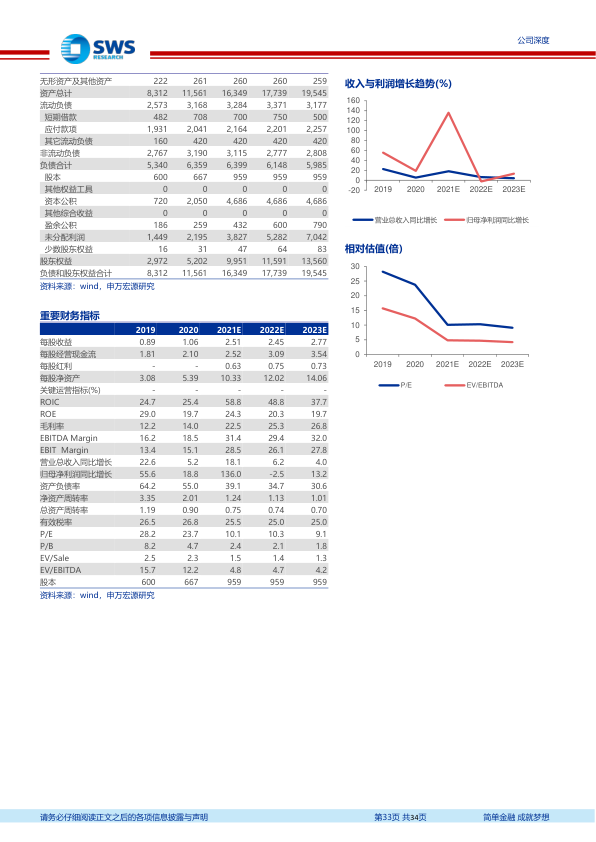 SWS
RESEARCH
公司深度
无形资产及其他资产 222 261 260 260 259
资产总计 8,312 11,561 16,349 17,739 19,545
流动负债 2,573 3,168 3,284 3,371 3,177
短期借款 482 708 700 750 500
应付款项 1,931 2,041 2,164 2,201 2,257
其它流动负债 160 420 420 420 420
非流动负债 2,767 3,190 3,115 2,777 2,808
负债合计 5,340 6,359 6,399 6,148 5,985
股本 600 667 959 959 959
其他权益工具 0 0 0 0 0
资本公积 720 2,050 4,686 4,686 4,686
其他综合收益 0 0 0 0 0
盈余公积 186 259 432 600 790
未分配利润 1,449 2,195 3,827 5,282 7,042
少数股东权益 16 31 47 64 83
股东权益 2,972 5,202 9,951 11,591 13,560
负债和股东权益合计 8,312 11,561 16,349 17,739 19,545
资料来源：wind，申万宏源研究
重要财务指标
2019 2020 2021E 2022E 2023E
每股收益 0.89 1.06 2.51 2.45 2.77
每股经营现金流 1.81 2.10 2.52 3.09 3.54
每股红利 - - 0.63 0.75 0.73
每股净资产 3.08 5.39 10.33 12.02 14.06
关键运营指标(%) - - - - -
ROIC 24.7 25.4 58.8 48.8 37.7
ROE 29.0 19.7 24.3 20.3 19.7
毛利率 12.2 14.0 22.5 25.3 26.8
EBITDA Margin 16.2 18.5 31.4 29.4 32.0
EBIT Margin 13.4 15.1 28.5 26.1 27.8
营业总收入同比增长 22.6 5.2 18.1 6.2 4.0
归母净利润同比增长 55.6 18.8 136.0 -2.5 13.2
资产负债率 64.2 55.0 39.1 34.7 30.6
净资产周转率 3.35 2.01 1.24 1.13 1.01
总资产周转率 1.19 0.90 0.75 0.74 0.70
有效税率 26.5 26.8 25.5 25.0 25.0
P/E 28.2 23.7 10.1 10.3 9.1
P/B 8.2 4.7 2.4 2.1 1.8
EV/Sale 2.5 2.3 1.5 1.4 1.3
EV/EBITDA 15.7 12.2 4.8 4.7 4.2
股本 600 667 959 959 959
资料来源：wind，申万宏源研究
收入与利润增长趋势(%)
160
140
120
100
80
60
40
20
0
-20
2019 2020 2021E 2022E 2023E
营业总收入同比增长 归母净利润同比增长
相对估值(倍)
30
25
20
15
10
5
0
2019 2020 2021E 2022E 2023E
P/E EV/EBITDA
请务必仔细阅读正文之后的各项信息披露与声明 第33页 共34页 简单金融 成就梦想